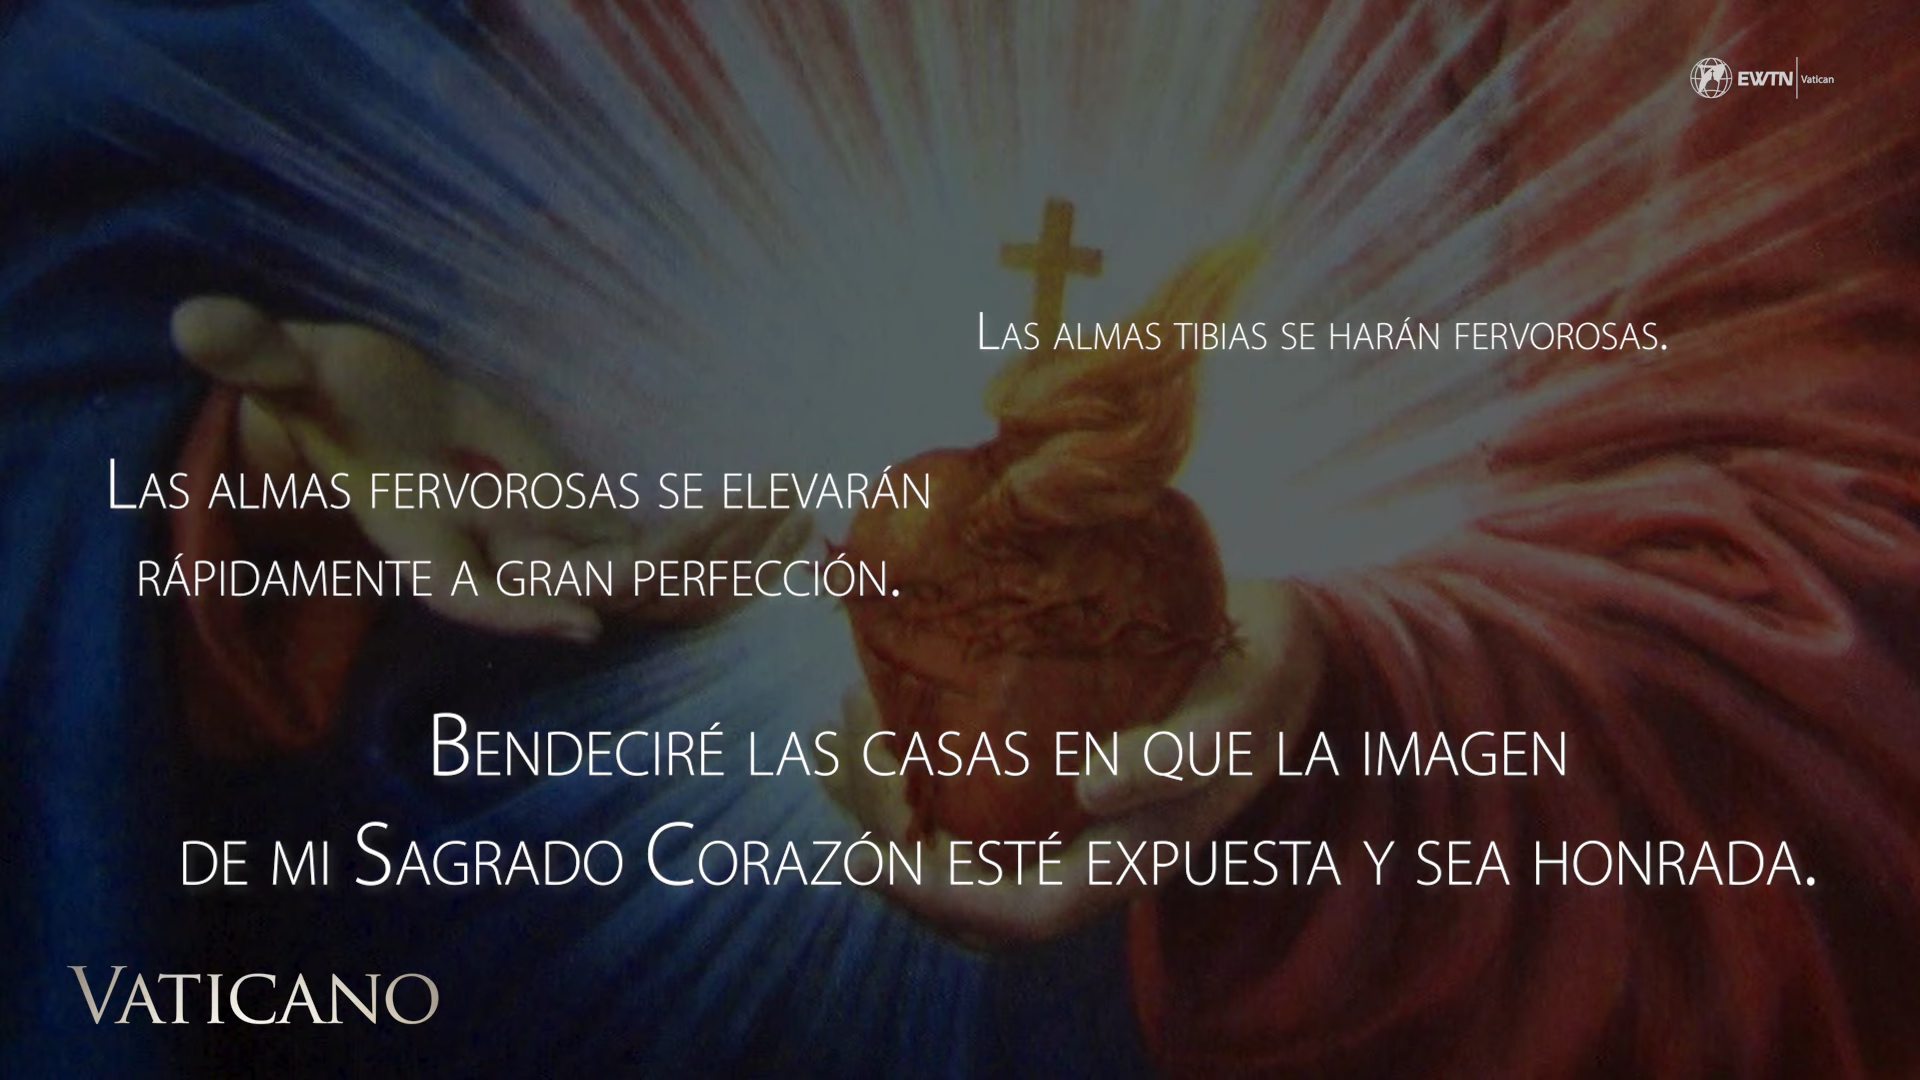 EWTN Vatican
Las almas tibias se harán fervorosas.
Las almas fervorosas se elevarán
rápidamente a gran perfección.
Bendeciré las casas en que la imagen
de mi Sagrado Corazón esté expuesta y sea honrada.
Vaticano